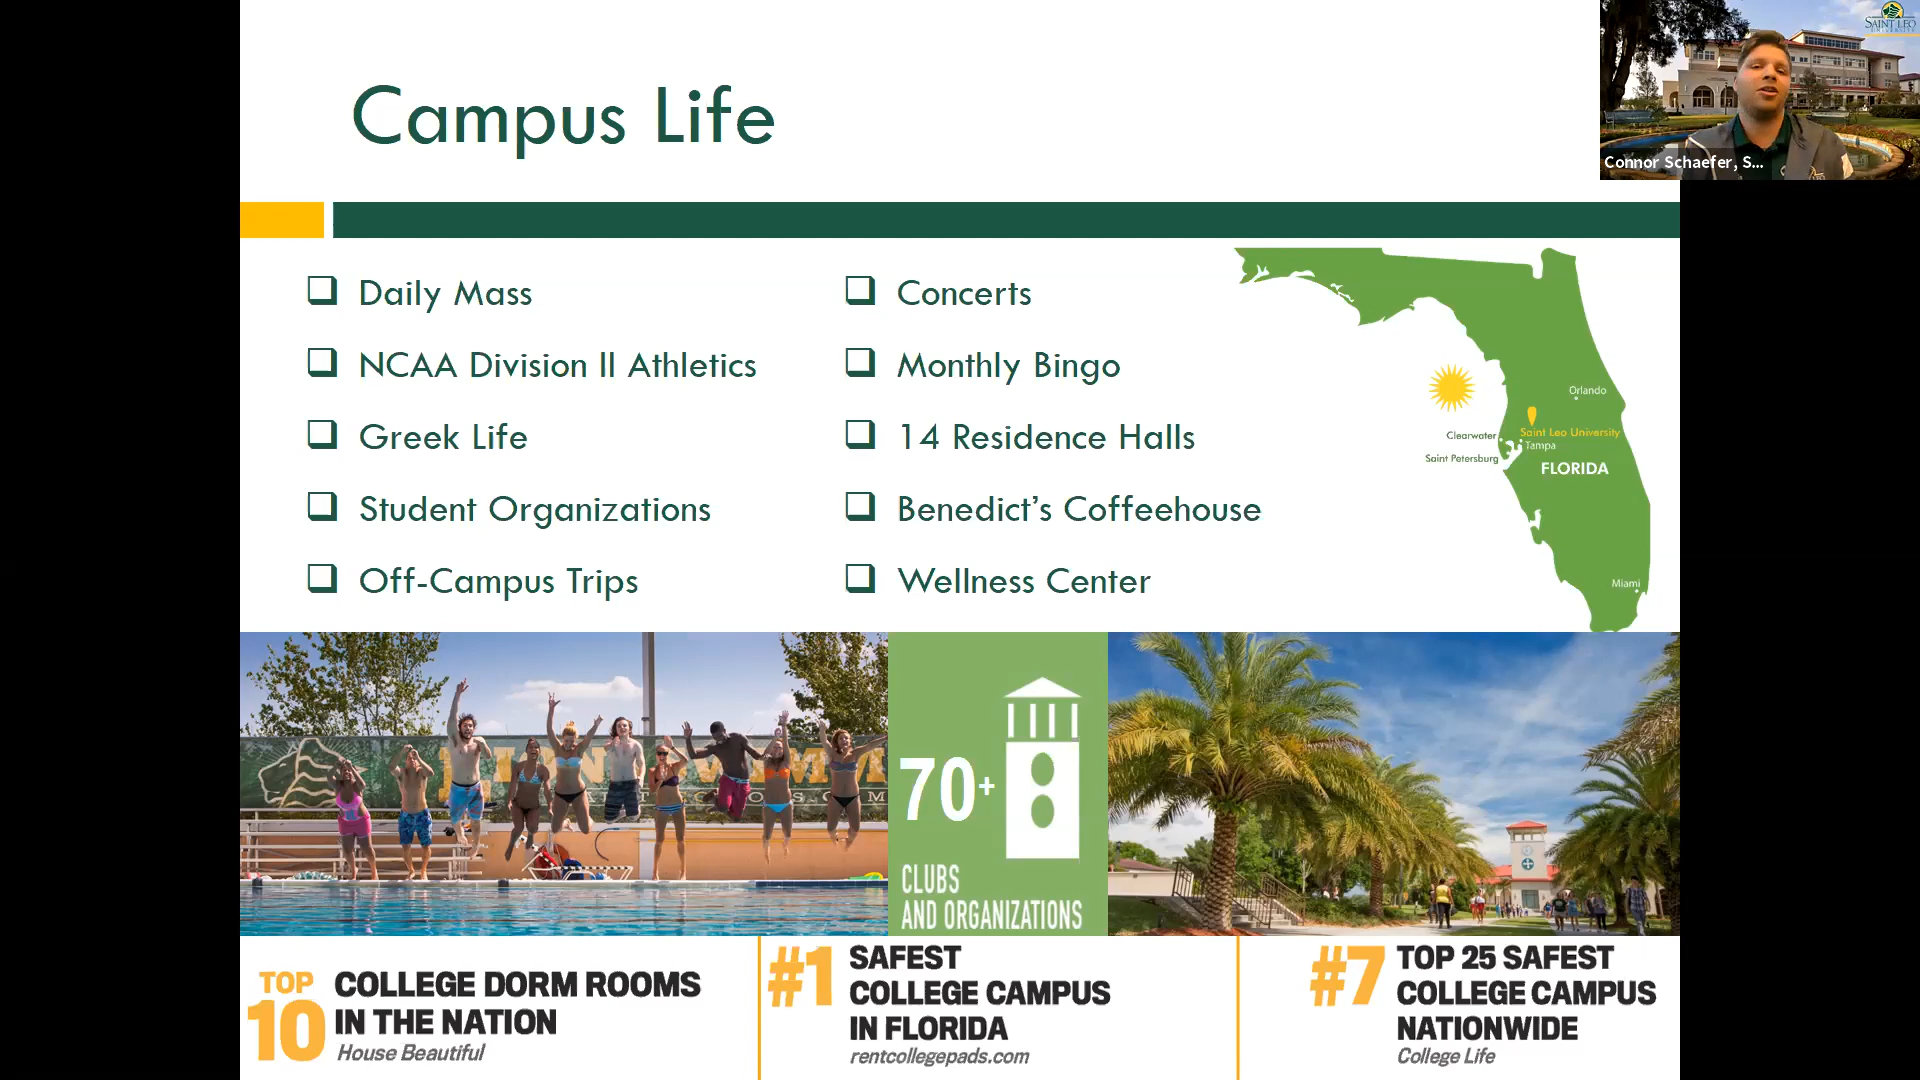 Campus Life
SAINT LEO
UNIVERSITY
Connor Schaefer, S...
Daily Mass
NCAA Division II Athletics
Greek Life
Student Organizations
Off-Campus Trips
Concerts
Monthly Bingo
14 Residence Halls
Benedict's Coffeehouse
Wellness Center
Orlando
Clearwater
Saint Leo University
Tampa
Saint Petersburg
FLORIDA
Miami
70+
CLUBS
AND ORGANIZATIONS
TOP
10
COLLEGE DORM ROOMS
IN THE NATION
House Beautiful
#1
SAFEST
COLLEGE CAMPUS
IN FLORIDA
rentcollegepads.com
#7
TOP 25 SAFEST
COLLEGE CAMPUS
NATIONWIDE
College Life